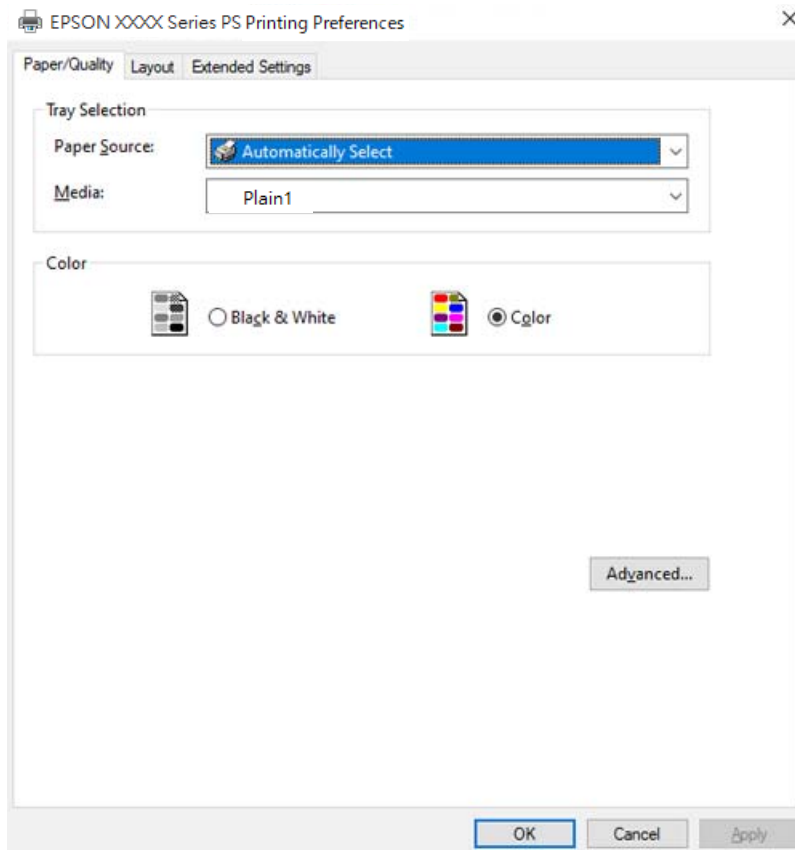 EPSON XXXX Series PS Printing Preferences
Paper/Quality Layout Extended Settings
Tray Selection
Paper Source: Automatically Select
Media: Plain1
Color
Black & White Color
Advanced...
OK Cancel Apply